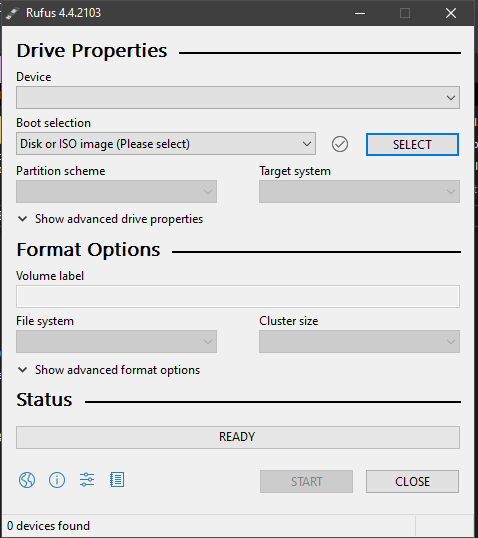 Rufus 4.4.2103
Drive Properties
Device
Boot selection
Disk or ISO image (Please select)
SELECT
Partition scheme
Target system
Show advanced drive properties
Format Options
Volume label
File system
Cluster size
Show advanced format options
Status
READY
START
CLOSE
0 devices found